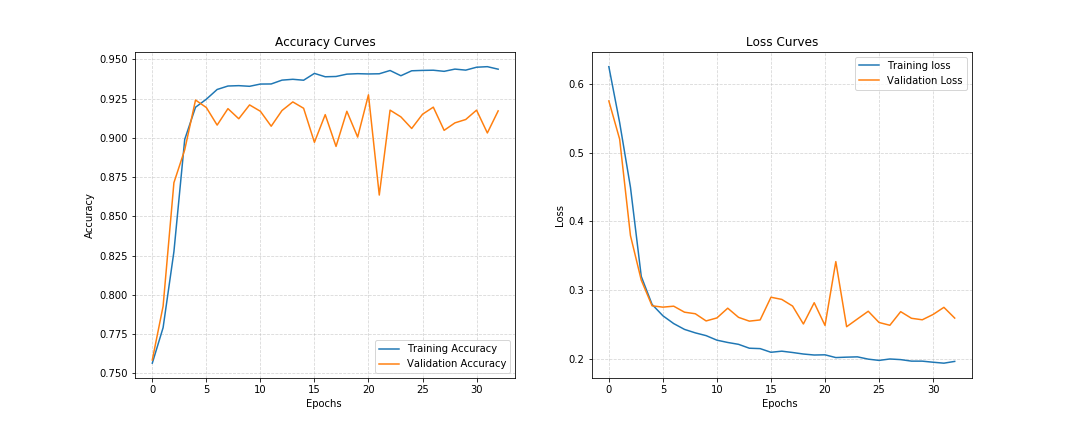 Accuracy Curves
0.950
0.925
0.900
0.875
0.850
0.825
0.800
0.775
0.750
Accuracy
0 5 10 15 20 25 30
Epochs
Training Accuracy
Validation Accuracy
Loss Curves
0.6
0.5
0.4
0.3
0.2
Loss
0 5 10 15 20 25 30
Epochs
Training loss
Validation Loss